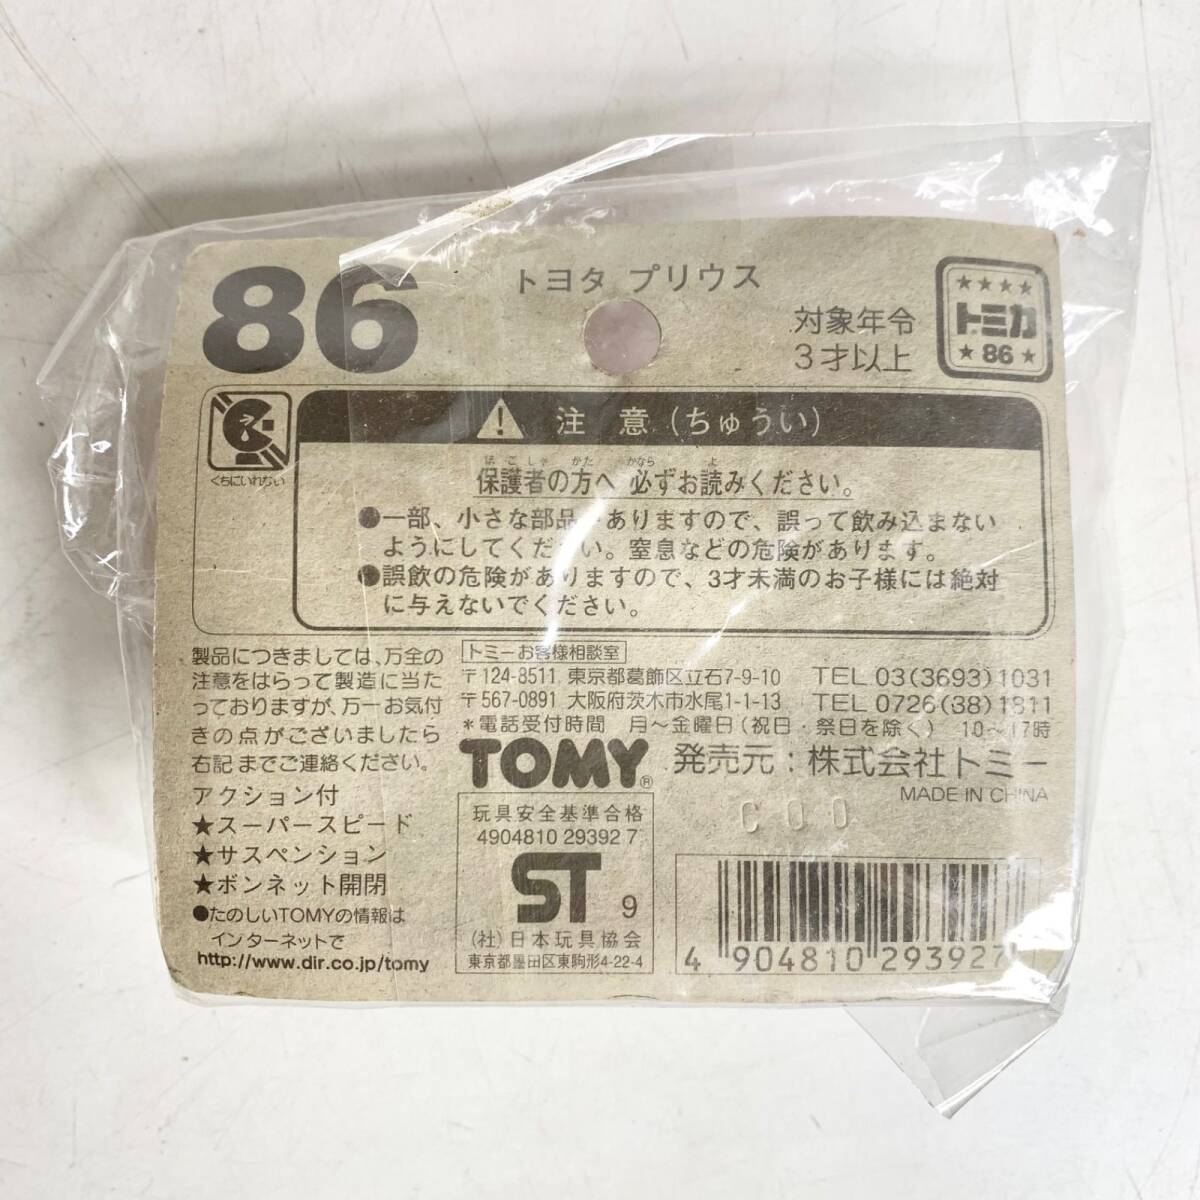 86
トヨタ プリウス
対象年令
3才以上
★★★★
トミカ
★86★
くちにいれない
注 意(ちゅうい)
ほごしゃ かた かなら よ
保護者の方へ 必ずお読みください。
●一部、小さな部品がありますので、誤って飲み込まない
ようにしてください。窒息などの危険があります。
●誤飲の危険がありますので、3才未満のお子様には絶対
に与えないでください。
製品につきましては、万全の
注意をはらって製造に当た
っておりますが、万一お気付
きの点がございましたら
右記までご連絡ください。
トミーお客様相談室
〒124-8511 東京都葛飾区立石7-9-10 TEL 03(3693)1031
〒567-0891 大阪府茨木市水尾1-1-13 TEL 0726(38)1811
*電話受付時間 月〜金曜日(祝日・祭日を除く) 10〜17時
TOMY® 発売元:株式会社トミー
MADE IN CHINA
アクション付
★スーパースピード
★サスペンション
★ボンネット開閉
●たのしいTOMYの情報は
インターネットで
http://www.dir.co.jp/tomy
玩具安全基準合格
4904810 29392 7
ST 9
(社)日本玩具協会
東京都墨田区東駒形4-22-4
C00
4 904810 293927